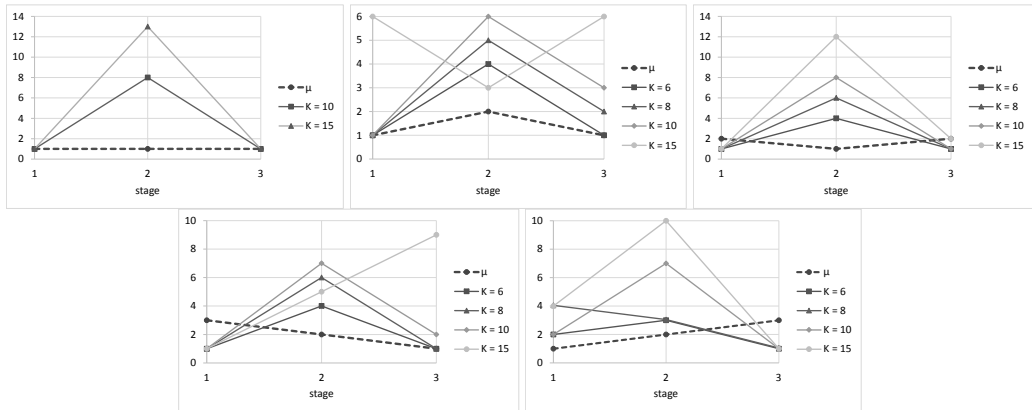 14
12
10
8
6
4
2
0
1 2 3
stage
μ
K = 10
K = 15
6
5
4
3
2
1
0
1 2 3
stage
μ
K = 6
K = 8
K = 10
K = 15
14
12
10
8
6
4
2
0
1 2 3
stage
μ
K = 6
K = 8
K = 10
K = 15
10
8
6
4
2
0
1 2 3
stage
μ
K = 6
K = 8
K = 10
K = 15
10
8
6
4
2
0
1 2 3
stage
μ
K = 6
K = 8
K = 10
K = 15